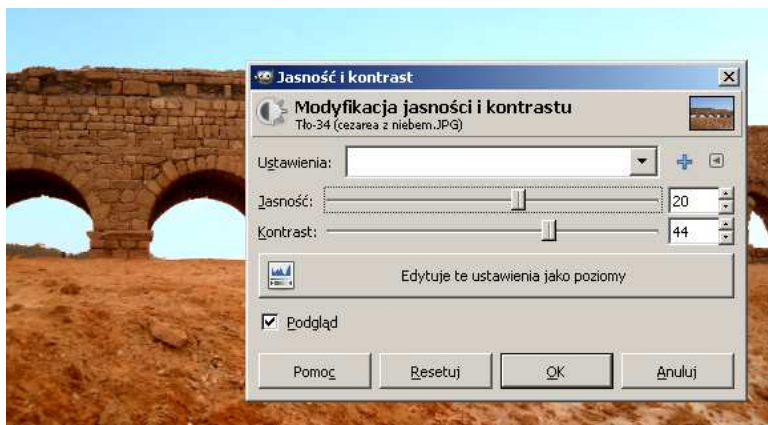 Jasność i kontrast
Modyfikacja jasności i kontrastu
Tło-34 (cezarea z niebem.JPG)
Ustawienia:
Jasność: 20
Kontrast: 44
Edytuje te ustawienia jako poziomy
Podgląd
Pomoc Resetuj OK Anuluj